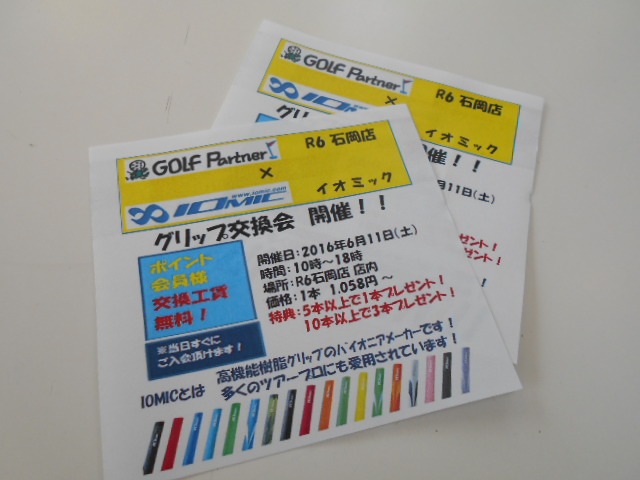 GOLF Partner
R6 石岡店
×
www.iomic.com
IOMIC
イオミック
グリップ交換会 開催！！
ポイント
会員様
交換工賃
無料！
※当日すぐに
ご入会頂けます！
開催日：2016年6月11日(土)
時間：10時～18時
場所：R6石岡店 店内
価格：1本 1,058円 ～
特典：5本以上で1本プレゼント！
10本以上で3本プレゼント！
IOMICとは 高機能樹脂グリップのパイオニアメーカーです！
多くのツアープロにも愛用されています！
GOLF Partner
R6 石岡店
×
IOMIC
イオミック
グリ
催！！
月11日(土)
ゼント！
レゼント！